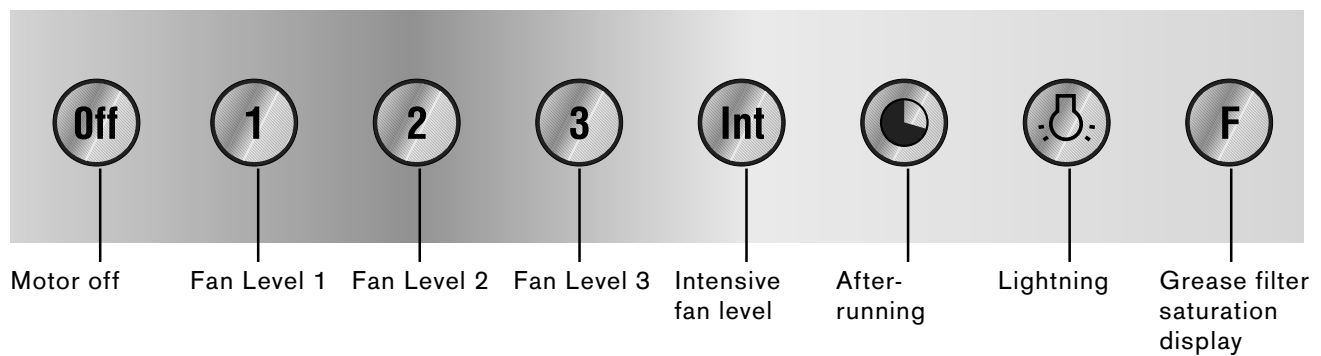 Off 1 2 3 Int F
Motor off
Fan Level 1
Fan Level 2
Fan Level 3
Intensive
fan level
After-
running
Lightning
Grease filter
saturation
display